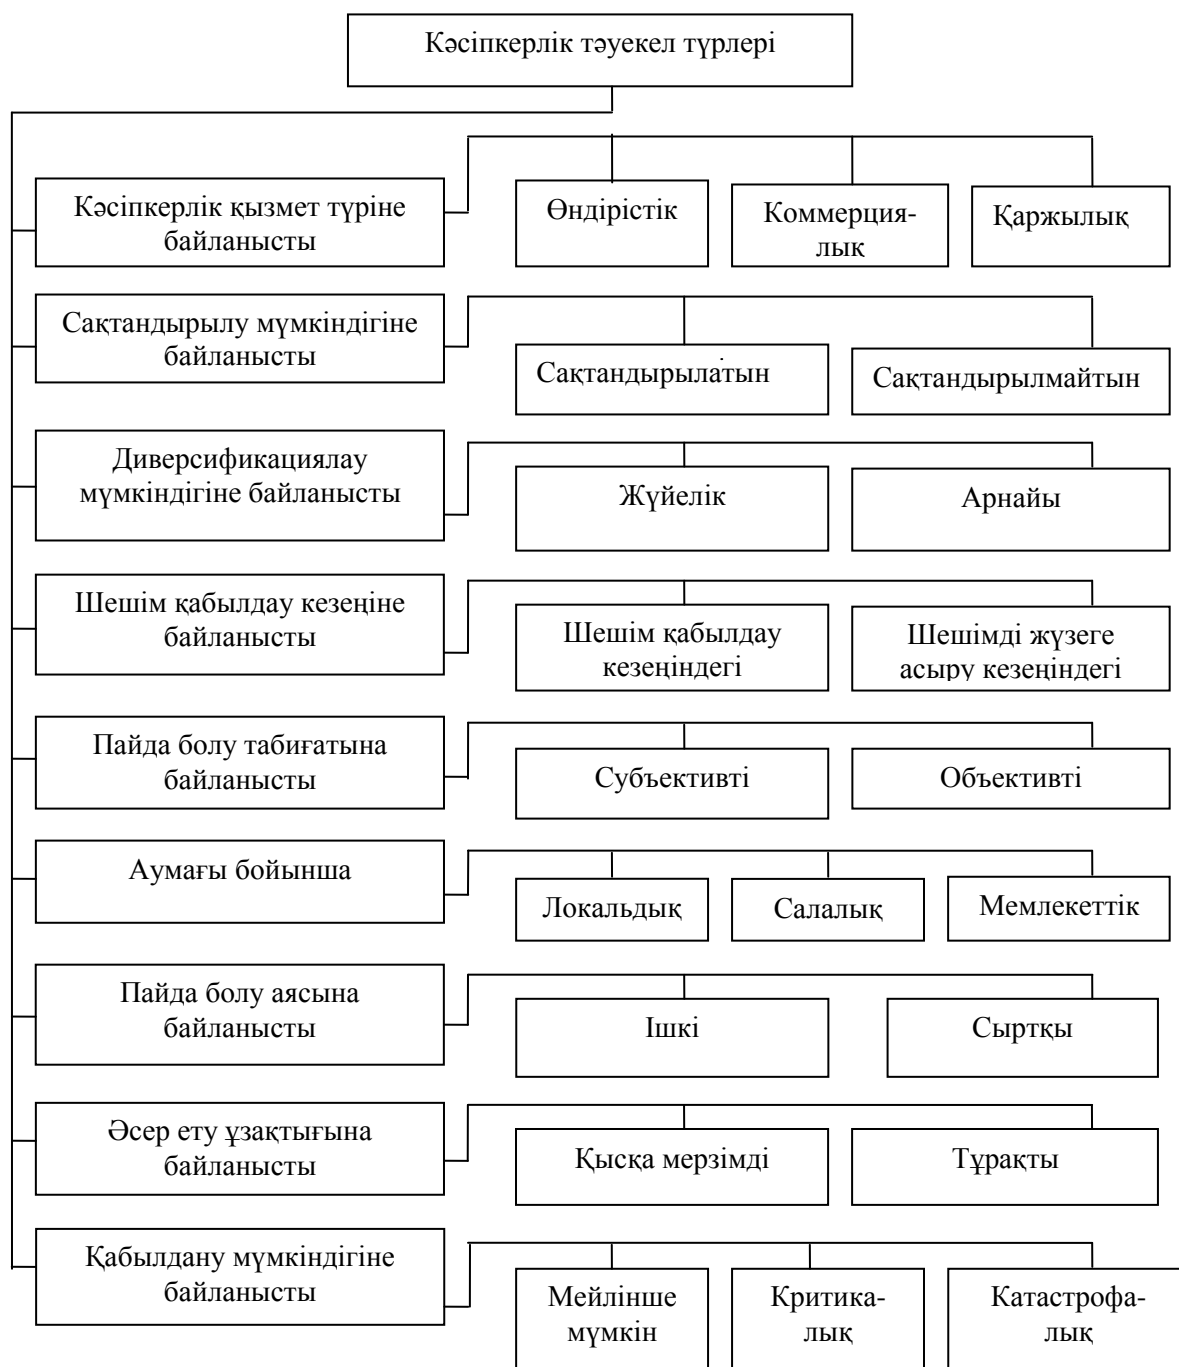 Кәсіпкерлік тәуекел түрлері
Кәсіпкерлік қызмет түріне
байланысты
Өндірістік
Коммерция-
лық
Қаржылық
Сақтандырылу мүмкіндігіне
байланысты
Сақтандырылатын
Сақтандырылмайтын
Диверсификациялау
мүмкіндігіне байланысты
Жүйелік
Арнайы
Шешім қабылдау кезеңіне
байланысты
Шешім қабылдау
кезеңіндегі
Шешімді жүзеге
асыру кезеңіндегі
Пайда болу табиғатына
байланысты
Субъективті
Объективті
Аумағы бойынша
Локальдық
Салалық
Мемлекеттік
Пайда болу аясына
байланысты
Ішкі
Сыртқы
Әсер ету ұзақтығына
байланысты
Қысқа мерзімді
Тұрақты
Қабылдану мүмкіндігіне
байланысты
Мейлінше
мүмкін
Критика-
лық
Катастрофа-
лық